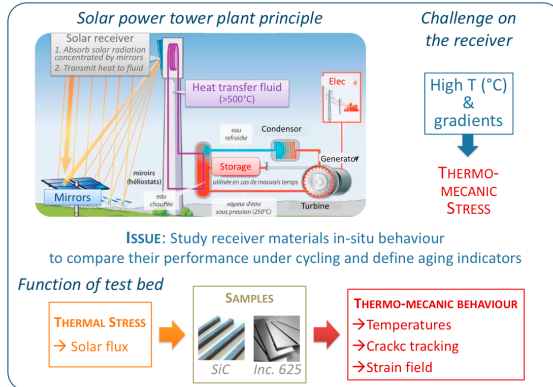 Solar power tower plant principle
Challenge on
the receiver
Solar receiver
1. Absorb solar radiation
concentrated by mirrors
2. Transmit heat to fluid
Heat transfer fluid
(>500°C)
Elec é
High T (°C)
&
gradients
eau
refroidie
Condensor
Generator
Storage
utilisée en cas de mauvais temps
miroirs
(héliostats)
Mirrors
eau
chauffée
vapeur d'eau
sous pression (250°C)
Turbine
THERMO-
MECANIC
STRESS
ISSUE: Study receiver materials in-situ behaviour
to compare their performance under cycling and define aging indicators
Function of test bed
THERMAL STRESS
→ Solar flux
SAMPLES
SiC
Inc. 625
THERMO-MECANIC BEHAVIOUR
→Temperatures
→Crackc tracking
→Strain field